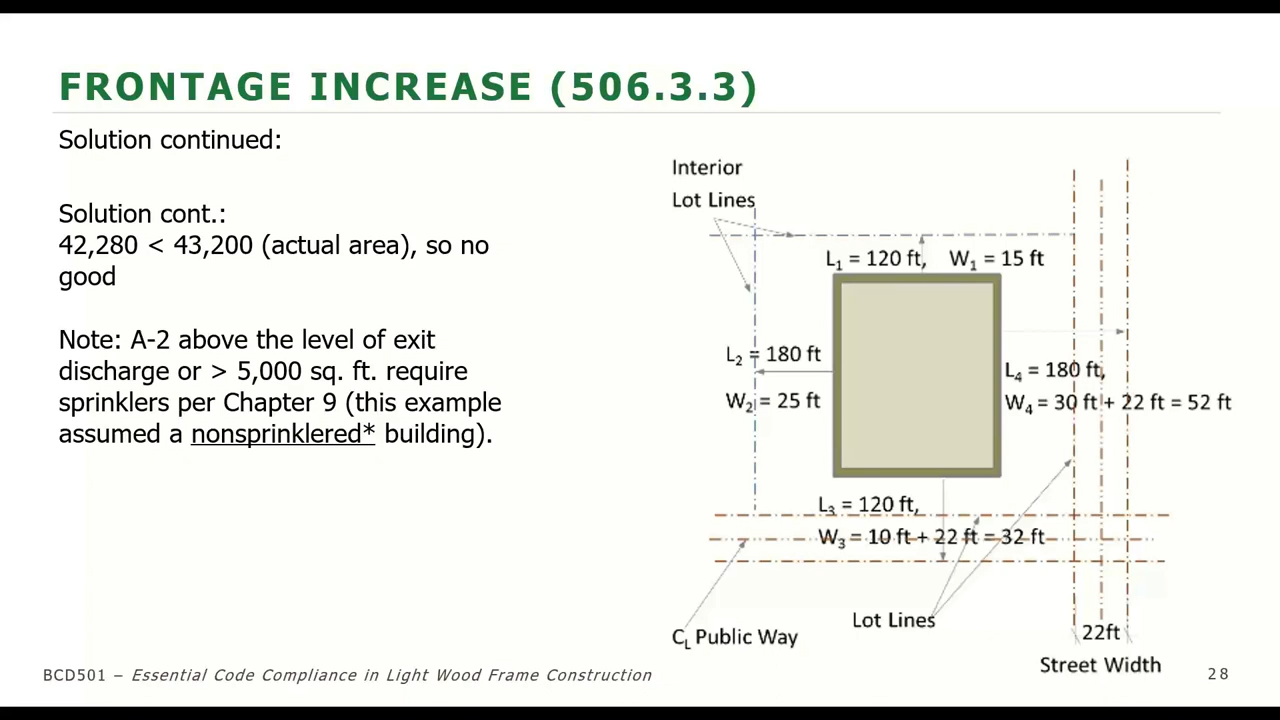 FRONTAGE INCREASE (506.3.3)
Solution continued:
Solution cont.:
42,280 < 43,200 (actual area), so no
good
Note: A-2 above the level of exit
discharge or > 5,000 sq. ft. require
sprinklers per Chapter 9 (this example
assumed a nonsprinklered* building).
Interior
Lot Lines
L₁ = 120 ft, W₁ = 15 ft
L₂ = 180 ft
W₂ = 25 ft
L₄ = 180 ft,
W₄ = 30 ft + 22 ft = 52 ft
L₃ = 120 ft,
W₃ = 10 ft + 22 ft = 32 ft
Lot Lines
C_L Public Way
22ft
Street Width
BCD501 – Essential Code Compliance in Light Wood Frame Construction
28